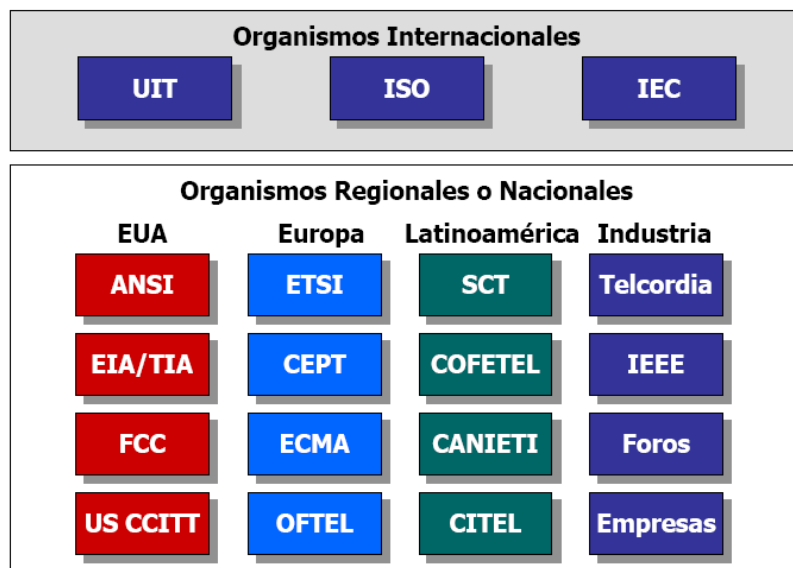 Organismos Internacionales
UIT ISO IEC
Organismos Regionales o Nacionales
EUA Europa Latinoamérica Industria
ANSI ETSI SCT Telcordia
EIA/TIA CEPT COFETEL IEEE
FCC ECMA CANIETI Foros
US CCITT OFTEL CITEL Empresas